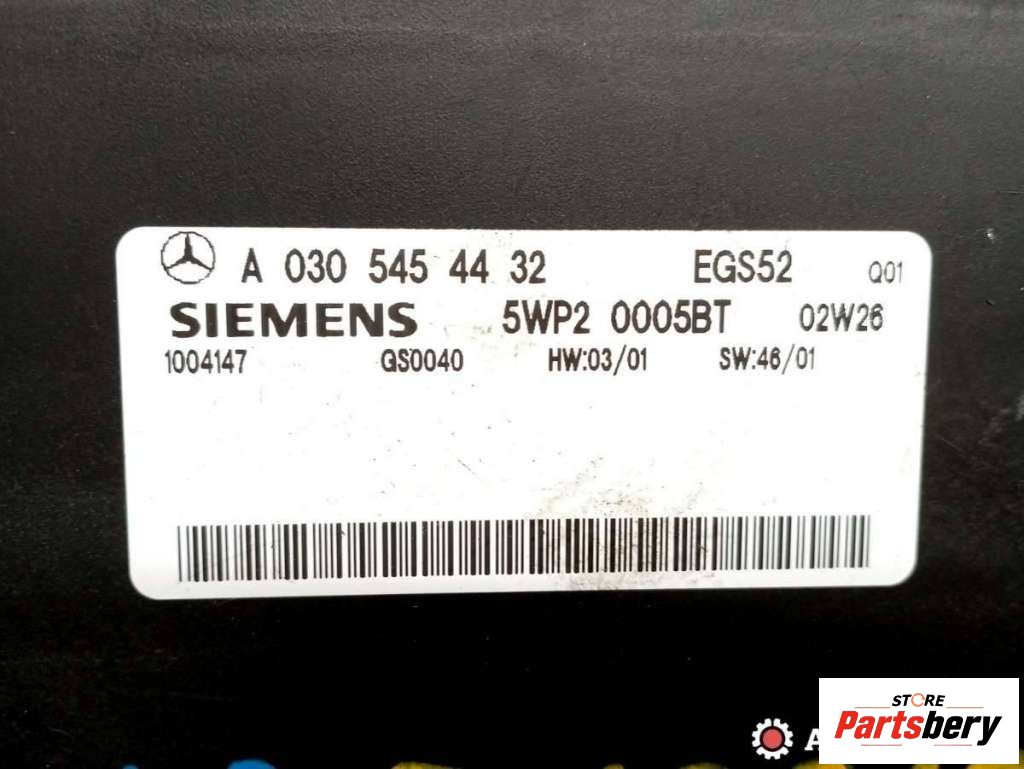 A 030 545 44 32 EGS52 Q01
SIEMENS 5WP2 0005BT 02W26
1004147 GS0040 HW:03/01 SW:46/01
STORE
Partsbery